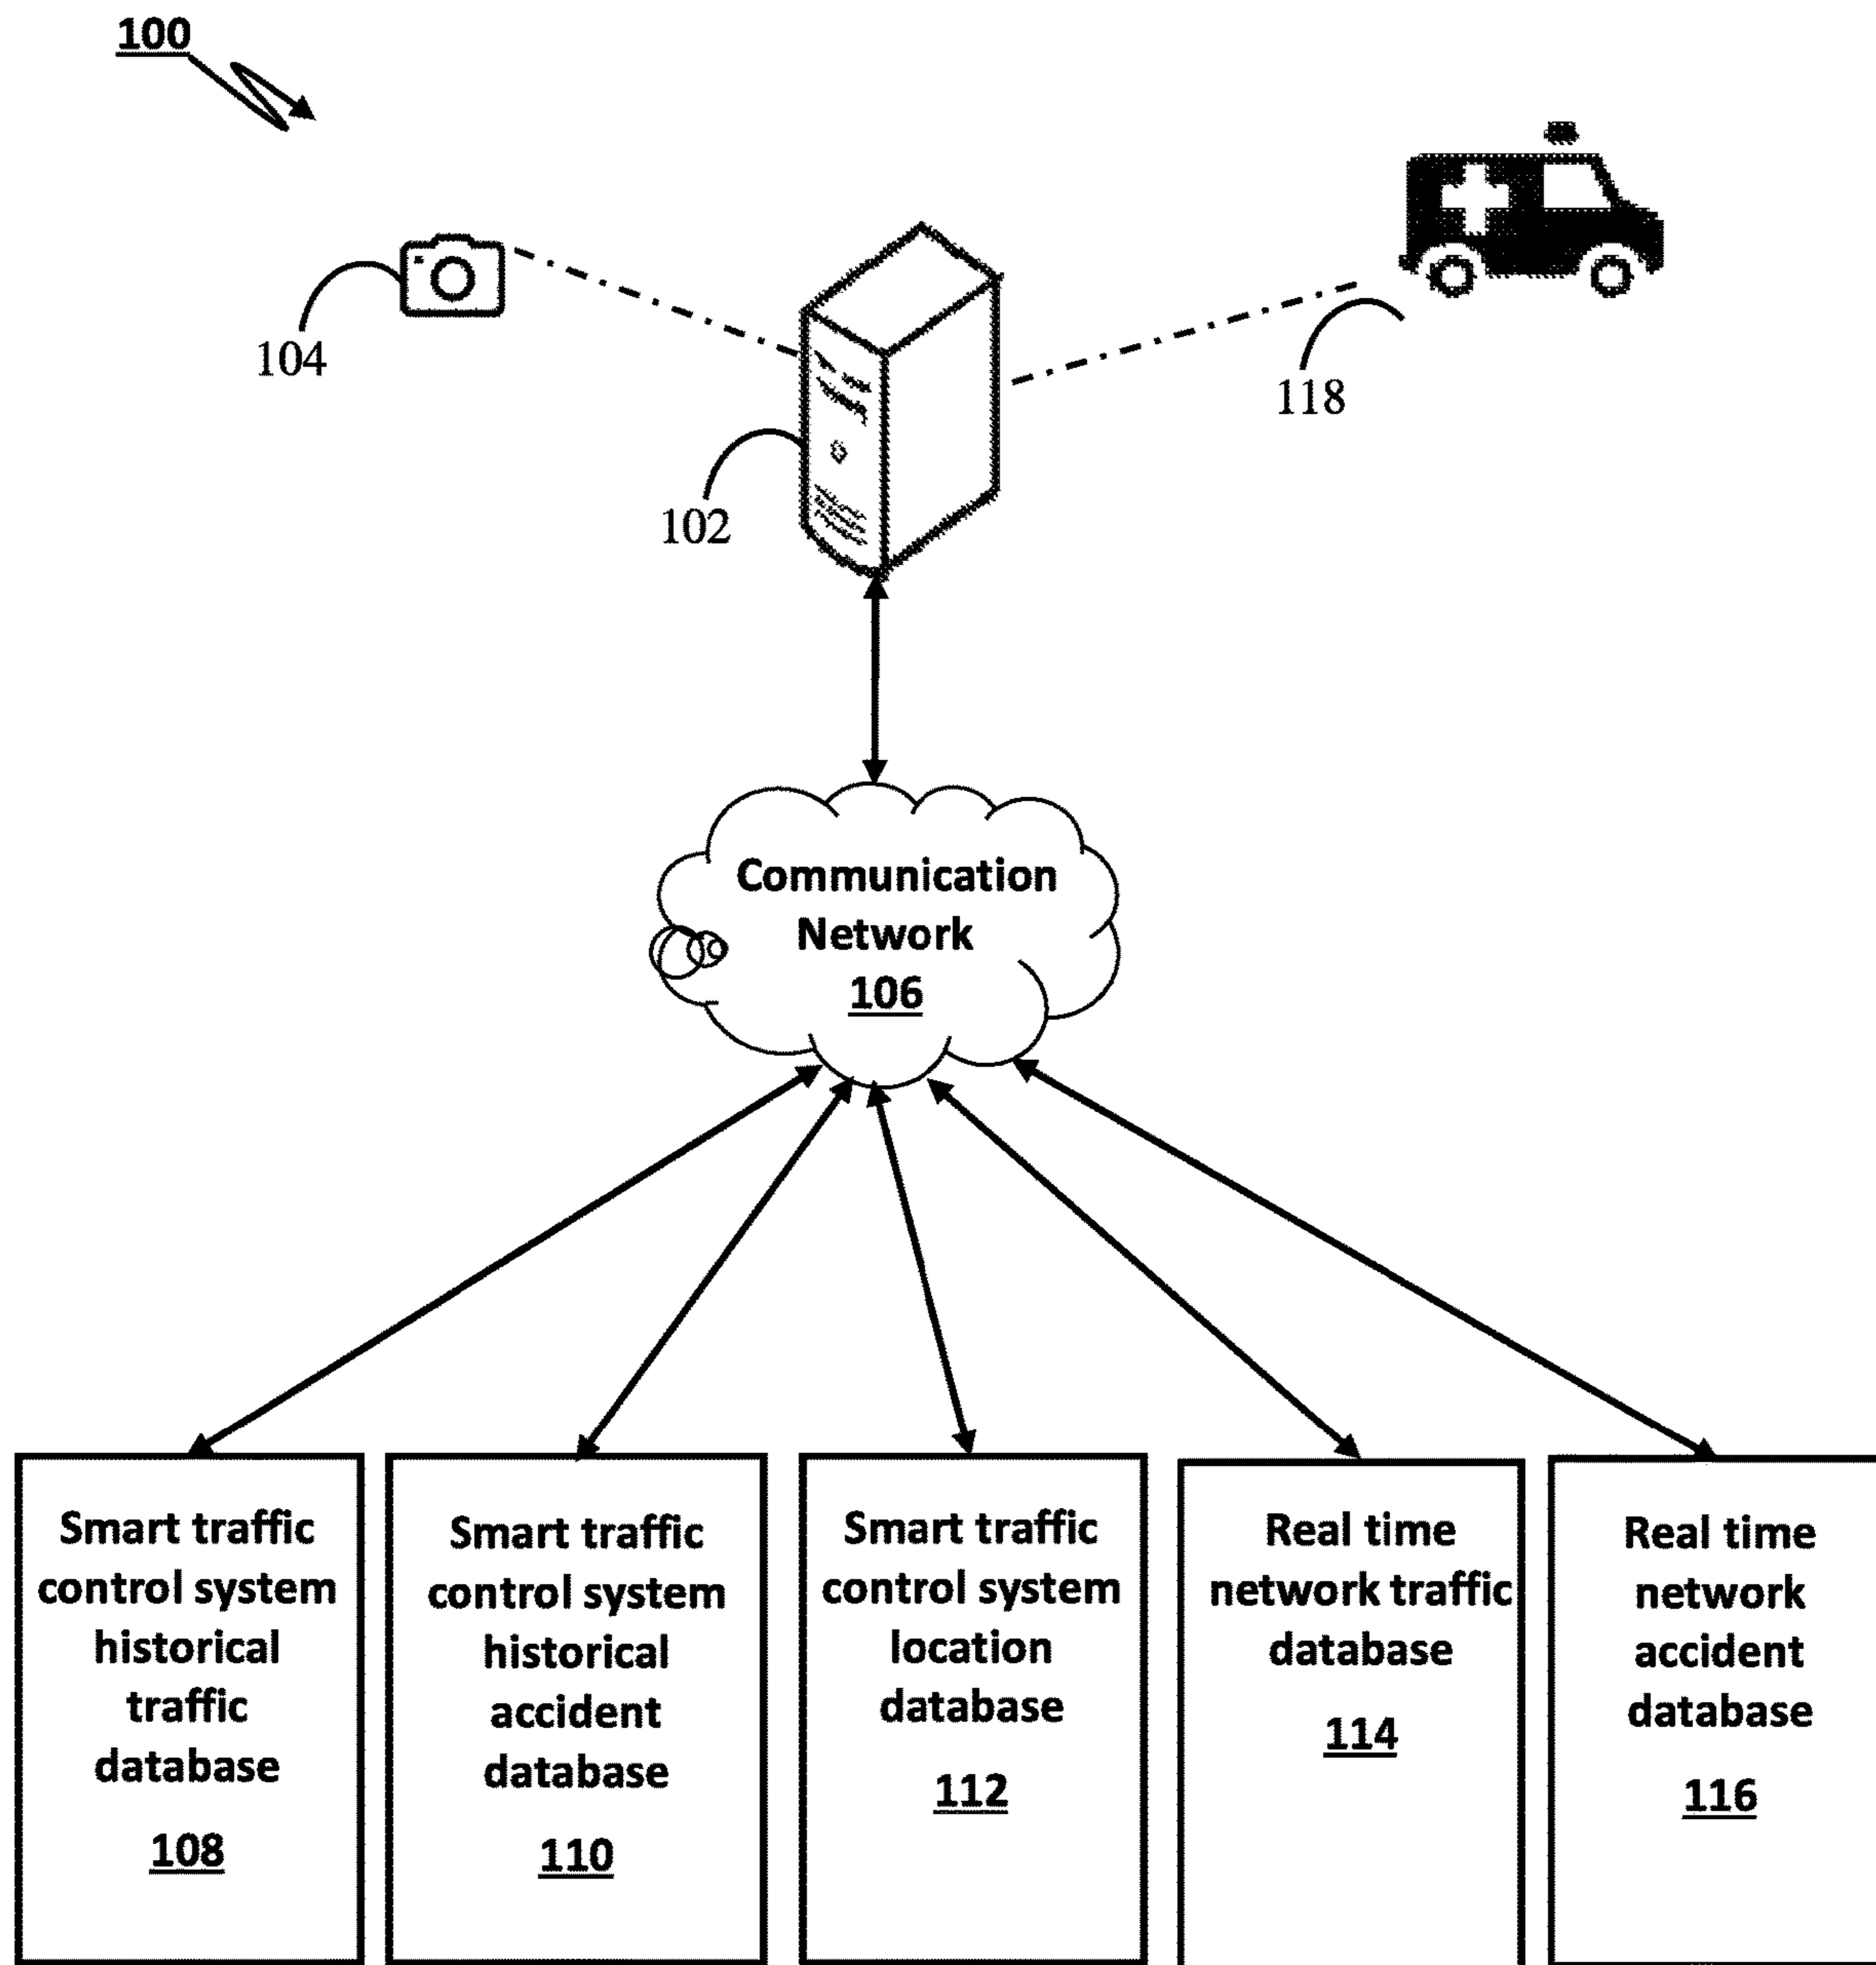 100
104
118
102
Communication
Network
106
Smart traffic
control system
historical
traffic
database
108
Smart traffic
control system
historical
accident
database
110
Smart traffic
control system
location
database
112
Real time
network traffic
database
114
Real time
network
accident
database
116